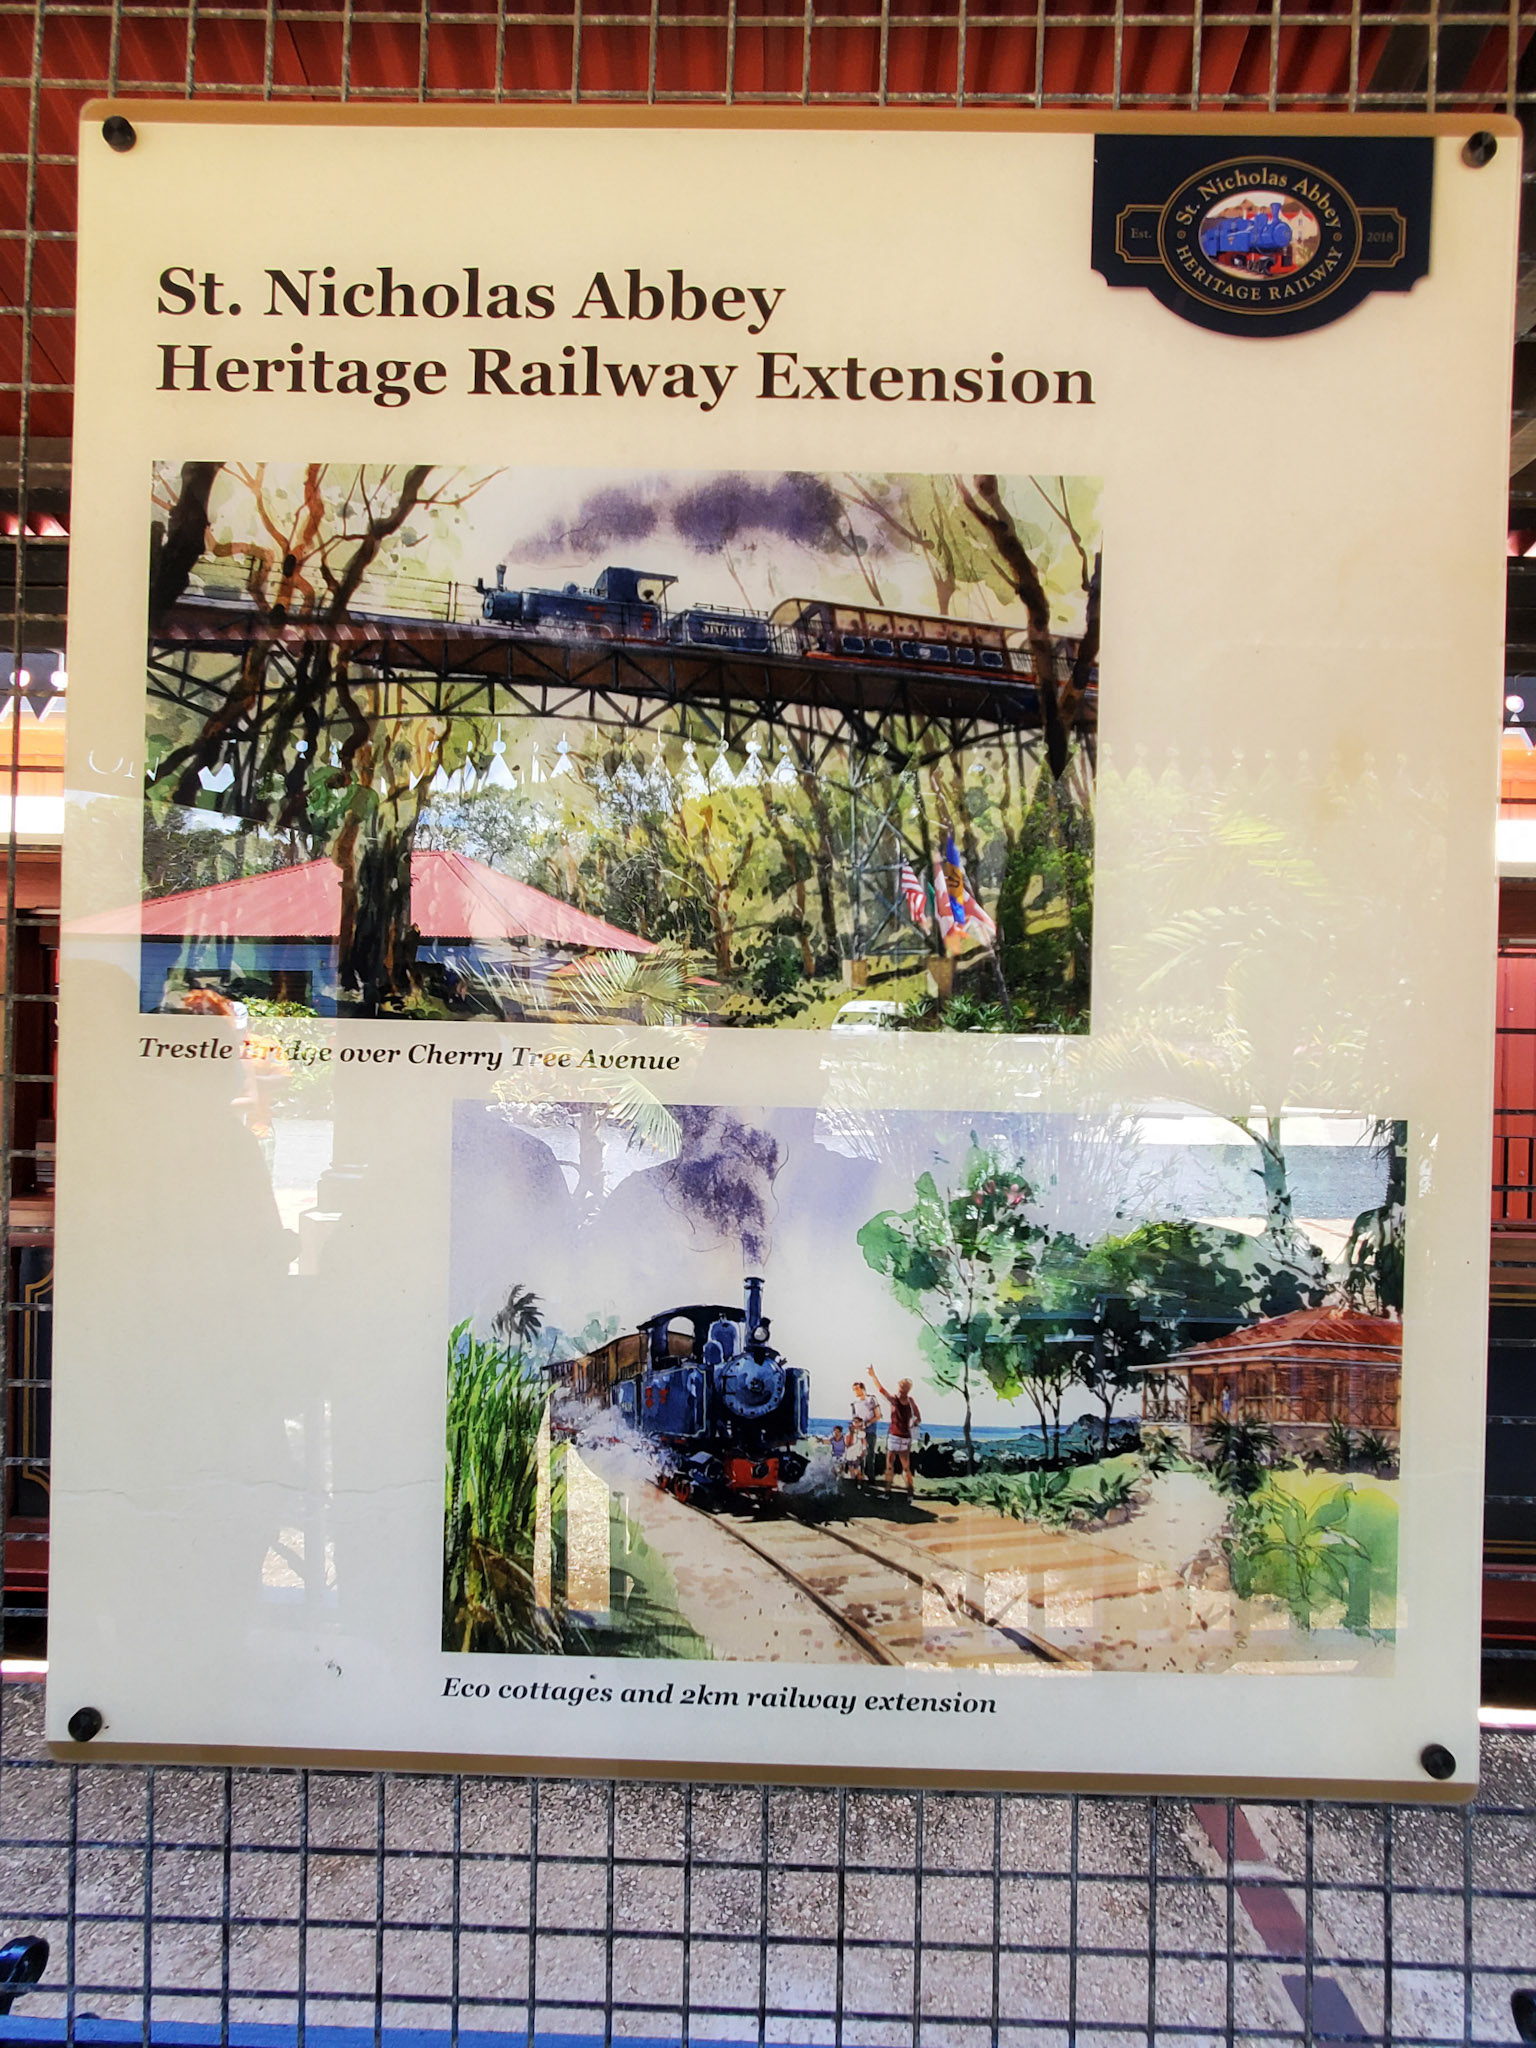 St. Nicholas Abbey
Est. 2018
HERITAGE RAILWAY
St. Nicholas Abbey
Heritage Railway Extension
Trestle Bridge over Cherry Tree Avenue
Eco cottages and 2km railway extension